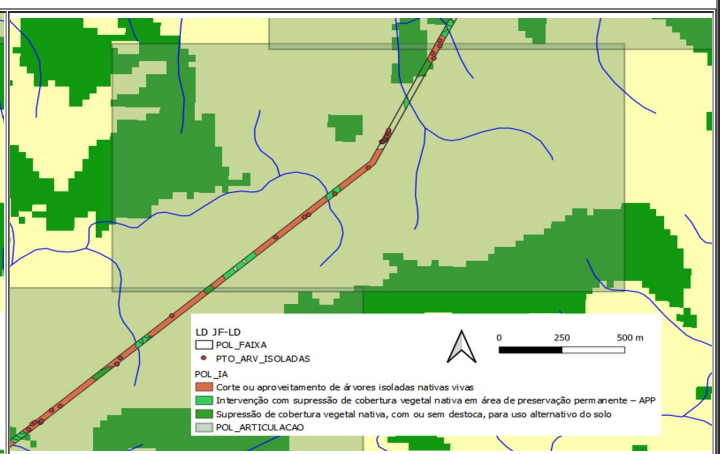 LD JF-LD
POL_FAIXA
PTO_ARV_ISOLADAS
POL_IA
Corte ou aproveitamento de árvores isoladas nativas vivas
Intervenção com supressão de cobertura vegetal nativa em área de preservação permanente – APP
Supressão de cobertura vegetal nativa, com ou sem destoca, para uso alternativo do solo
POL_ARTICULACAO
0 250 500 m